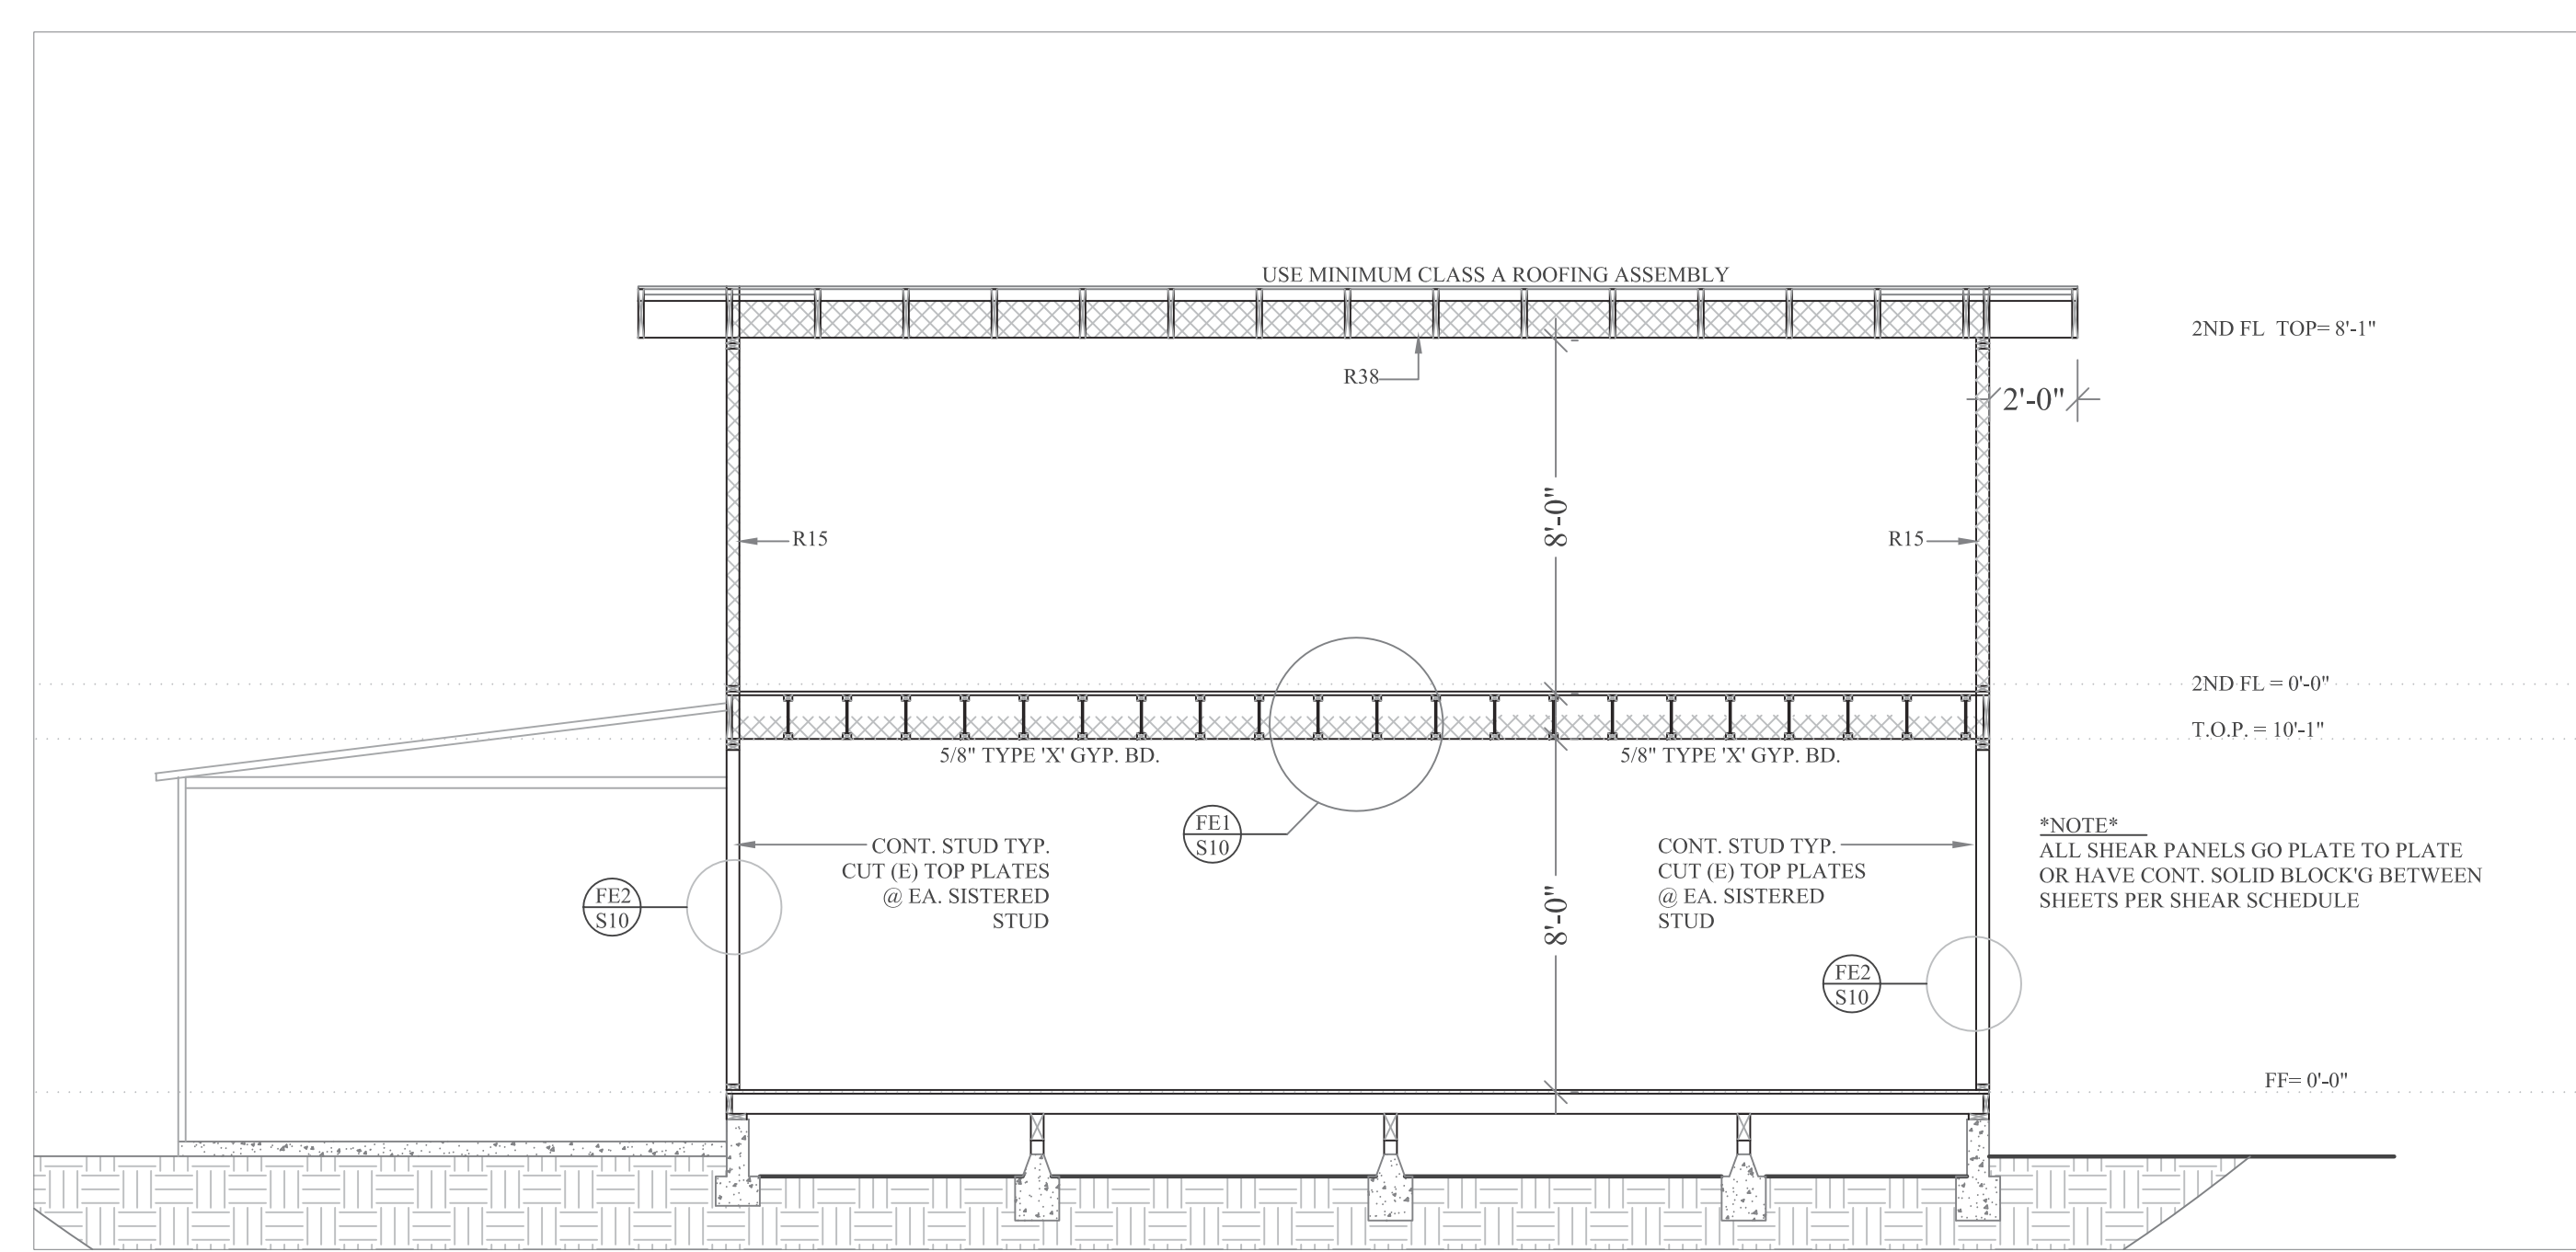 USE MINIMUM CLASS A ROOFING ASSEMBLY
2ND FL TOP= 8'-1"
R38
2'-0"
8'-0"
R15
R15
2ND FL = 0'-0"
T.O.P. = 10'-1"
5/8" TYPE 'X' GYP. BD.
5/8" TYPE 'X' GYP. BD.
FE1
S10
CONT. STUD TYP.
CUT (E) TOP PLATES
@ EA. SISTERED
STUD
CONT. STUD TYP.
CUT (E) TOP PLATES
@ EA. SISTERED
STUD
*NOTE*
ALL SHEAR PANELS GO PLATE TO PLATE
OR HAVE CONT. SOLID BLOCK'G BETWEEN
SHEETS PER SHEAR SCHEDULE
FE2
S10
8'-0"
FE2
S10
FF= 0'-0"